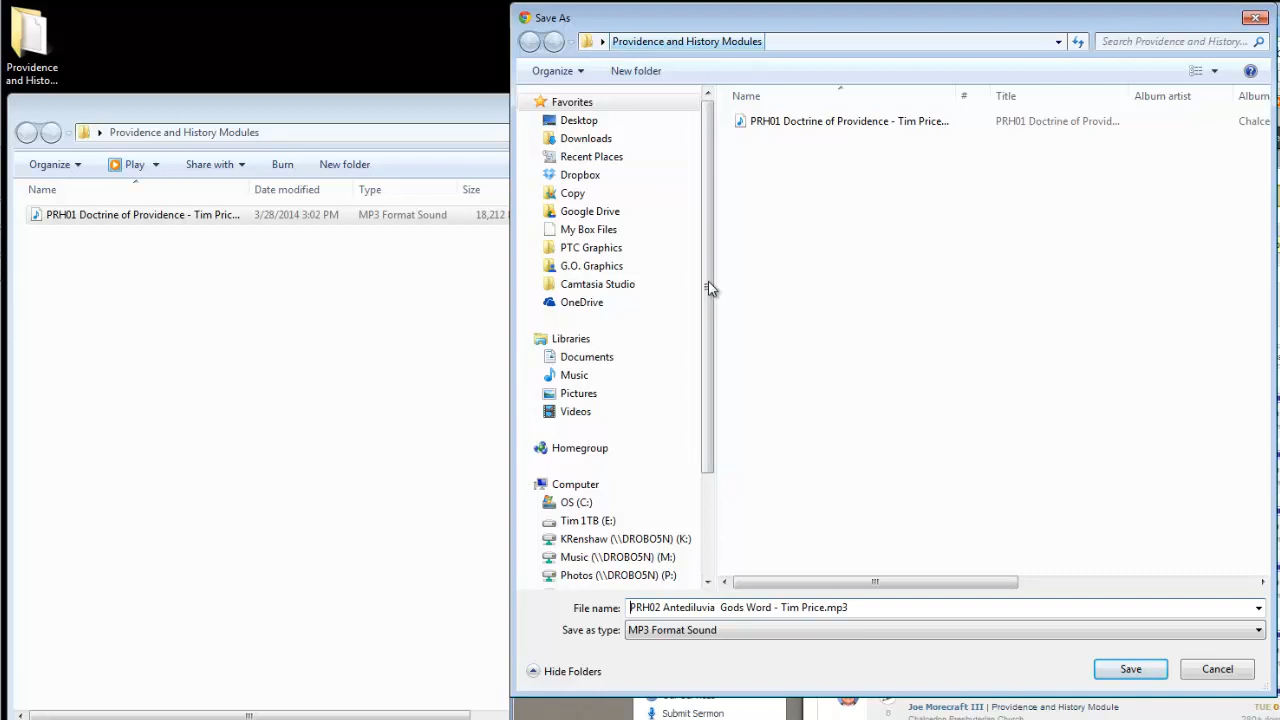 Providence
and Histo...
Providence and History Modules
Organize
Play
Share with
Burn
New folder
Name
Date modified
Type
Size
PRH01 Doctrine of Providence - Tim Pric...
3/28/2014 3:02 PM
MP3 Format Sound
18,212
Save As
Providence and History Modules
Search Providence and History...
Organize
New folder
Favorites
Desktop
Downloads
Recent Places
Dropbox
Copy
Google Drive
My Box Files
PTC Graphics
G.O. Graphics
Camtasia Studio
OneDrive
Libraries
Documents
Music
Pictures
Videos
Homegroup
Computer
OS (C:)
Tim 1TB (E:)
KRenshaw (\\DROBO5N) (K:)
Music (\\DROBO5N) (M:)
Photos (\\DROBO5N) (P:)
Name
#
Title
Album artist
Album
PRH01 Doctrine of Providence - Tim Price...
PRH01 Doctrine of Provid...
Chalce
File name:
PRH02 Antediluvia  Gods Word - Tim Price.mp3
Save as type:
MP3 Format Sound
Hide Folders
Save
Cancel
Submit Sermon
8
Joe Morecraft III | Providence and History Module
Chalcedon Presbyterian Church
TUE 0